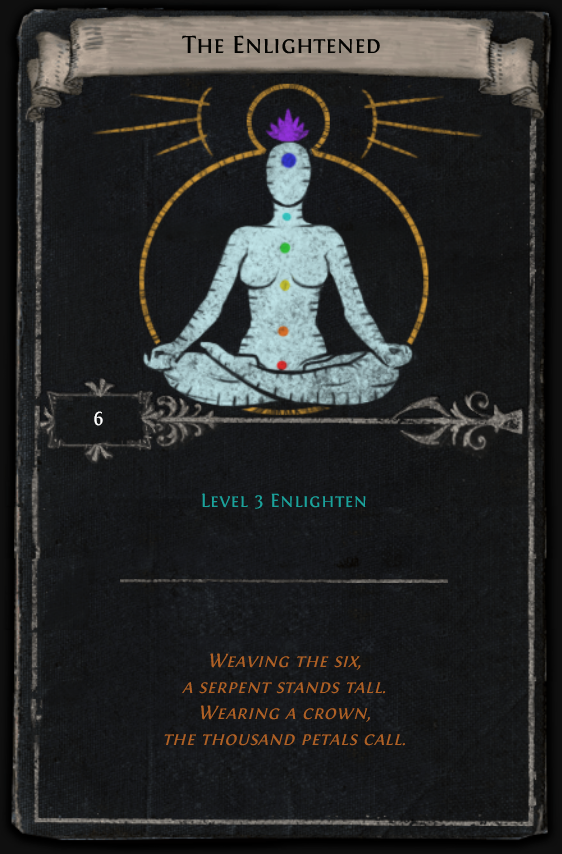 The Enlightened
6
Level 3 Enlighten
Weaving the six,
a serpent stands tall.
Wearing a crown,
the thousand petals call.